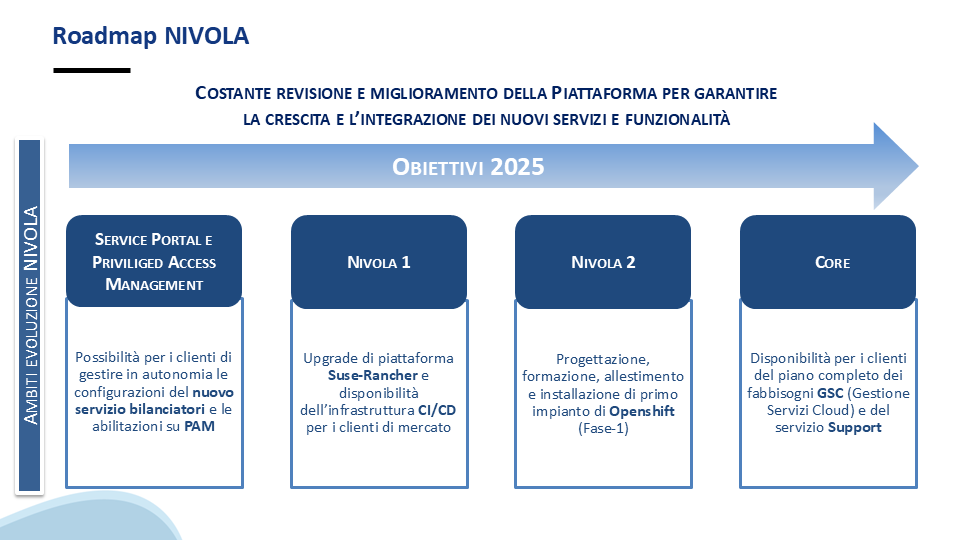 Roadmap NIVOLA
Costante revisione e miglioramento della Piattaforma per garantire
la crescita e l’integrazione dei nuovi servizi e funzionalità
Obiettivi 2025
Ambiti evoluzione NIVOLA
Service Portal e
Priviliged Access
Management
Possibilità per i clienti di
gestire in autonomia le
configurazioni del nuovo
servizio bilanciatori e le
abilitazioni su PAM
Nivola 1
Upgrade di piattaforma
Suse-Rancher e
disponibilità
dell’infrastruttura CI/CD
per i clienti di mercato
Nivola 2
Progettazione,
formazione, allestimento
e installazione di primo
impianto di Openshift
(Fase-1)
Core
Disponibilità per i clienti
del piano completo dei
fabbisogni GSC (Gestione
Servizi Cloud) e del
servizio Support